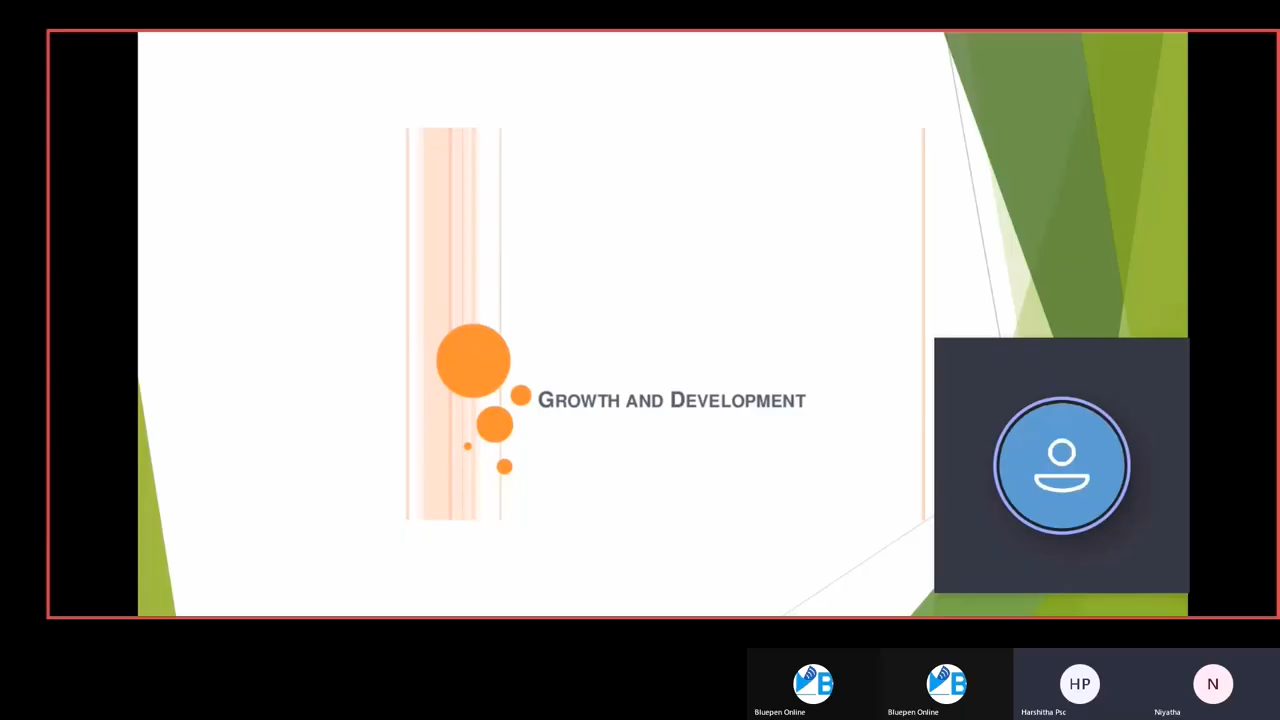 GROWTH AND DEVELOPMENT
B
B
HP
N
Bluepen Online
Bluepen Online
Harshitha Psc
Niyatha